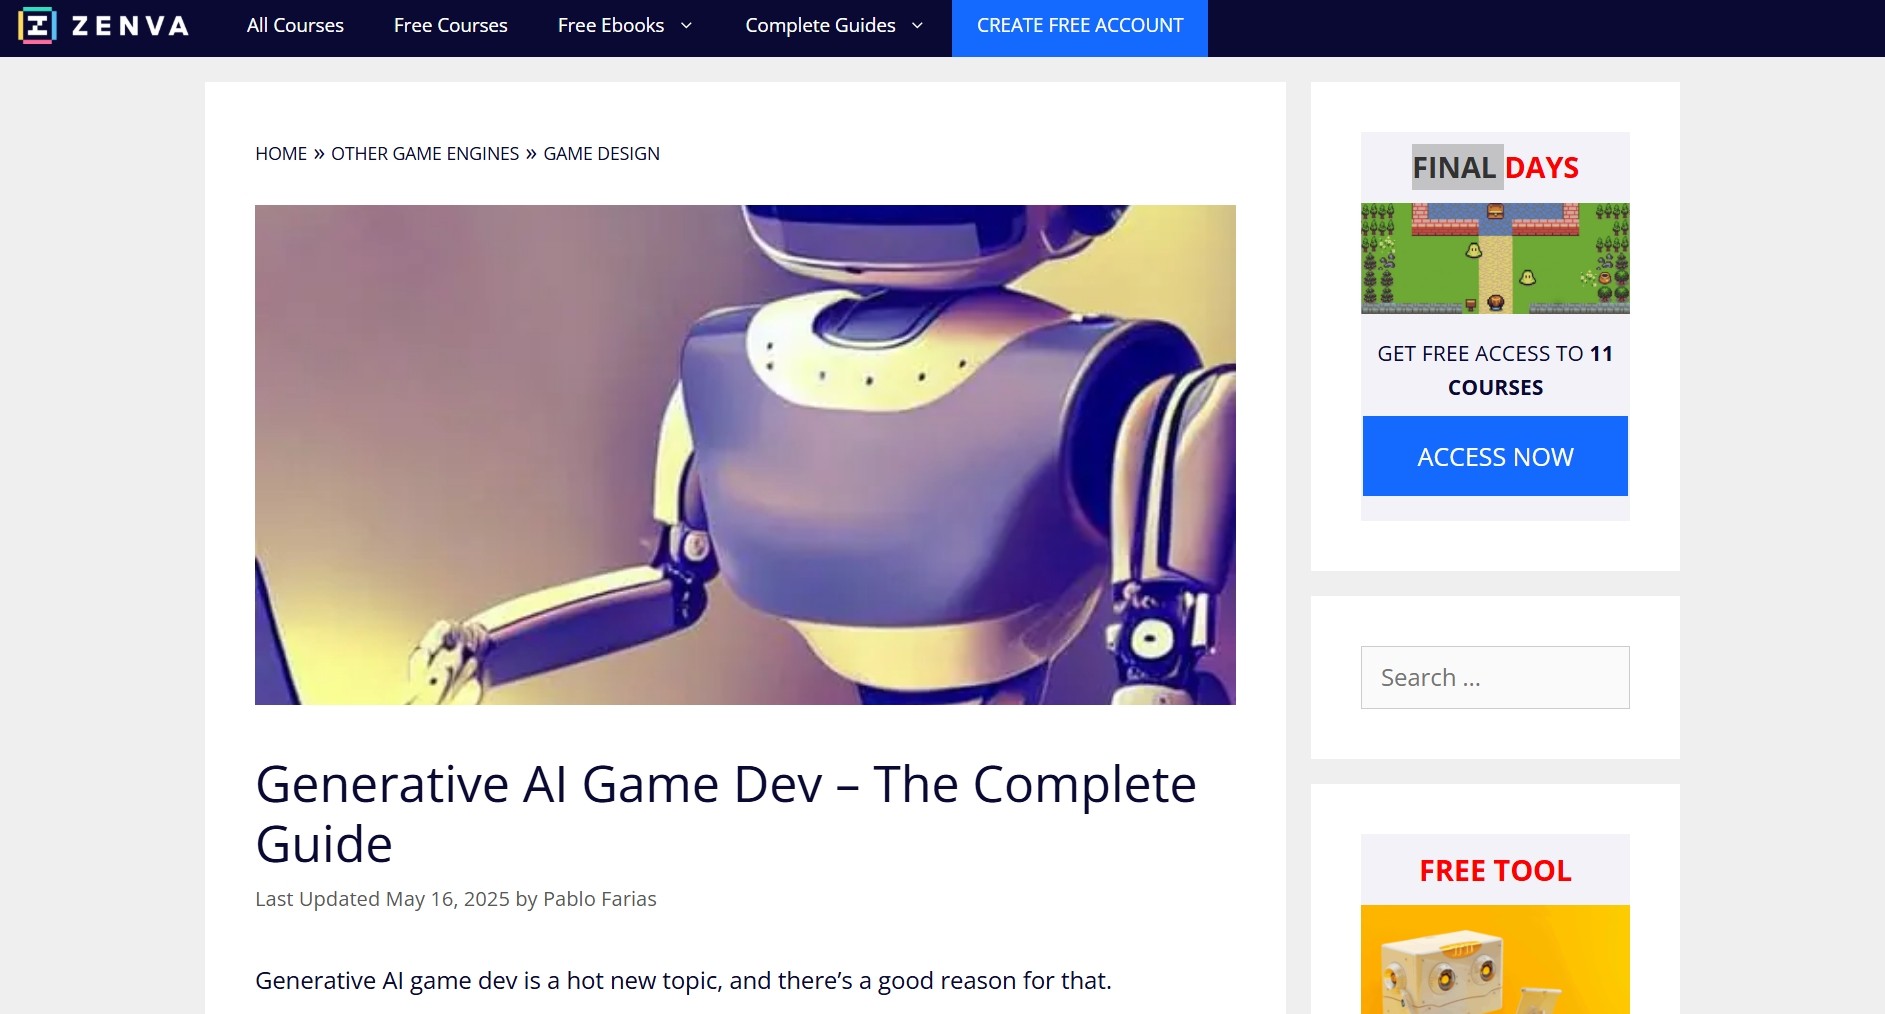 ZENVA
All Courses
Free Courses
Free Ebooks
Complete Guides
CREATE FREE ACCOUNT
HOME » OTHER GAME ENGINES » GAME DESIGN
Generative AI Game Dev – The Complete
Guide
Last Updated May 16, 2025 by Pablo Farias
Generative AI game dev is a hot new topic, and there’s a good reason for that.
FINAL DAYS
GET FREE ACCESS TO 11
COURSES
ACCESS NOW
Search …
FREE TOOL